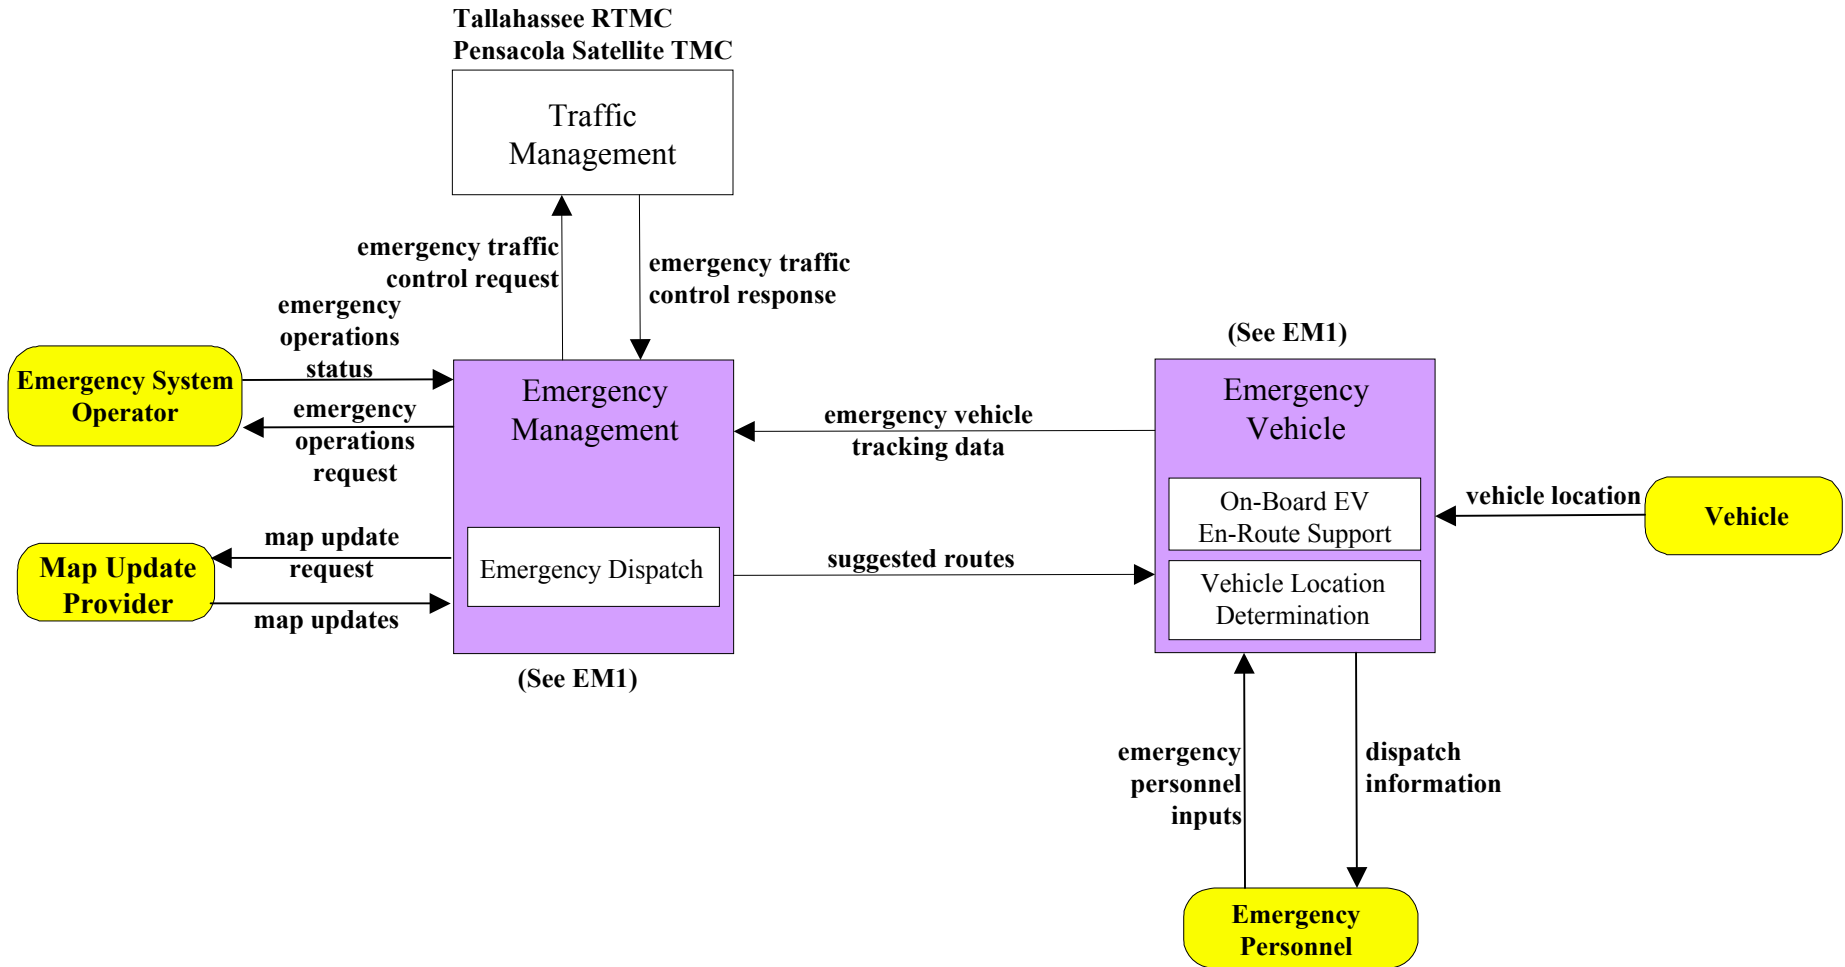 Tallahassee RTMC
Pensacola Satellite TMC
Traffic
Management
emergency traffic
control request
emergency traffic
control response
emergency
operations
status
Emergency System
Operator
emergency
operations
request
Emergency
Management
emergency vehicle
tracking data
(See EM1)
Emergency
Vehicle
On-Board EV
En-Route Support
vehicle location
Vehicle
Map Update
Provider
map update
request
map updates
Emergency Dispatch
suggested routes
Vehicle Location
Determination
(See EM1)
emergency
personnel
inputs
dispatch
information
Emergency
Personnel